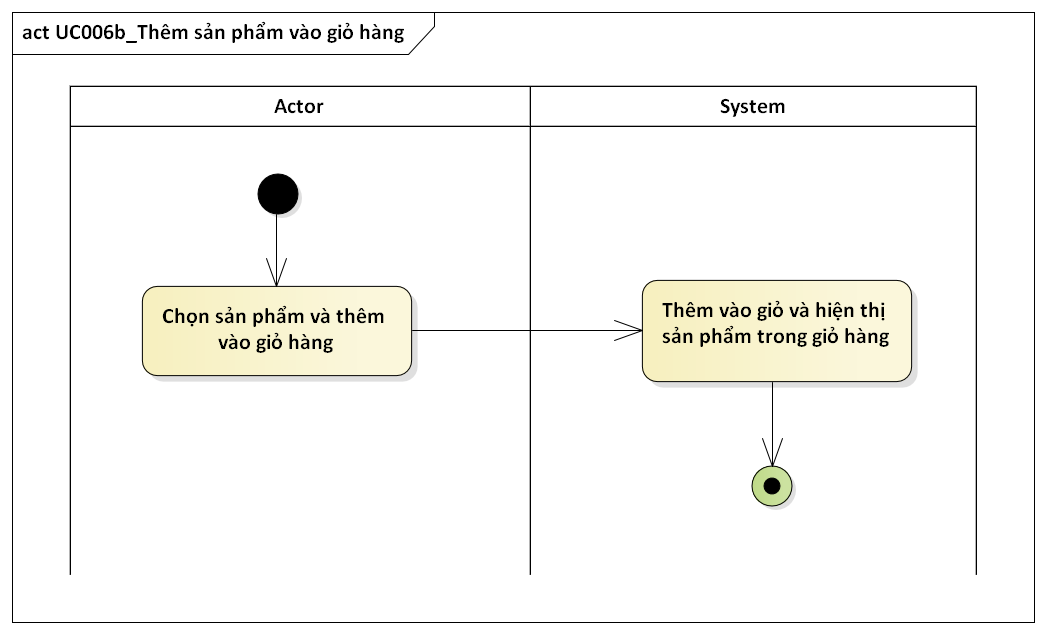 act UC006b_Thêm sản phẩm vào giỏ hàng
Actor
System
Chọn sản phẩm và thêm
vào giỏ hàng
Thêm vào giỏ và hiện thị
sản phẩm trong giỏ hàng